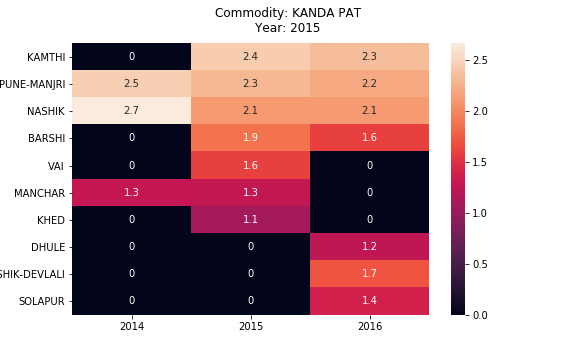 Commodity: KANDA PAT
Year: 2015
KAMTHI 0 2.4 2.3
PUNE-MANJRI 2.5 2.3 2.2
NASHIK 2.7 2.1 2.1
BARSHI 0 1.9 1.6
VAI 0 1.6 0
MANCHAR 1.3 1.3 0
KHED 0 1.1 0
DHULE 0 0 1.2
SHIK-DEVLALI 0 0 1.7
SOLAPUR 0 0 1.4
2014 2015 2016
2.5
2.0
1.5
1.0
0.5
0.0